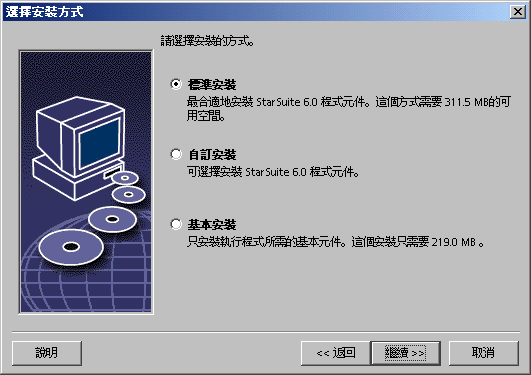 選擇安裝方式
請選擇安裝的方式。
標準安裝
最合適地安裝 StarSuite 6.0 程式元件。這個方式需要 311.5 MB的可
用空間。
自訂安裝
可選擇安裝 StarSuite 6.0 程式元件。
基本安裝
只安裝執行程式所需的基本元件。這個安裝只需要 219.0 MB 。
說明
<< 返回
繼續 >>
取消